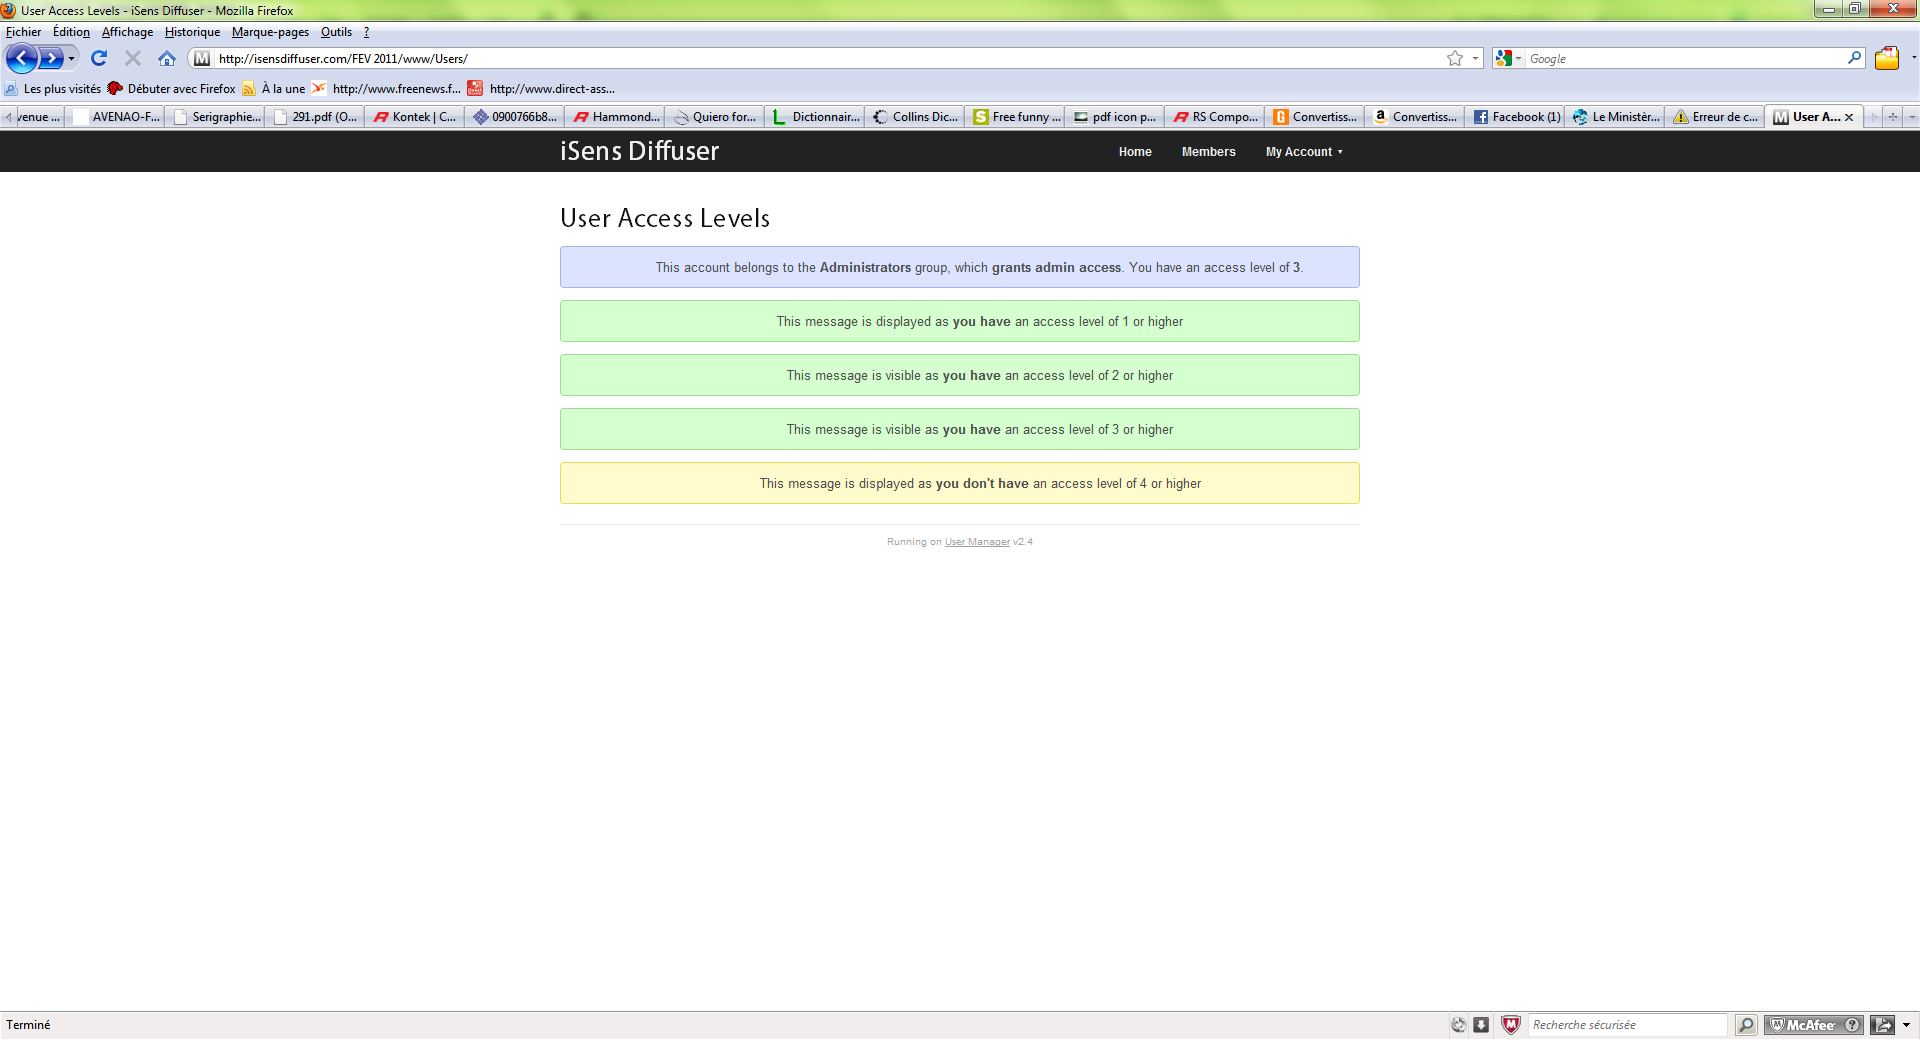 User Access Levels - iSens Diffuser - Mozilla Firefox
Fichier Édition Affichage Historique Marque-pages Outils ?
http://isensdiffuser.com/FEV 2011/www/Users/
Google
Les plus visités Débuter avec Firefox À la une http://www.freenews.f... http://www.direct-ass...
venue ... AVENAO-F... Serigraphie... 291.pdf (O... Kontek | C... 0900766b8... Hammond... Quiero for... Dictionnair... Collins Dic... Free funny ... pdf icon p... RS Compo... Convertiss... Convertiss... Facebook (1) Le Ministèr... Erreur de c... User A...
iSens Diffuser
Home Members My Account
User Access Levels
This account belongs to the Administrators group, which grants admin access. You have an access level of 3.
This message is displayed as you have an access level of 1 or higher
This message is visible as you have an access level of 2 or higher
This message is visible as you have an access level of 3 or higher
This message is displayed as you don't have an access level of 4 or higher
Running on User Manager v2.4
Terminé
Recherche sécurisée
McAfee